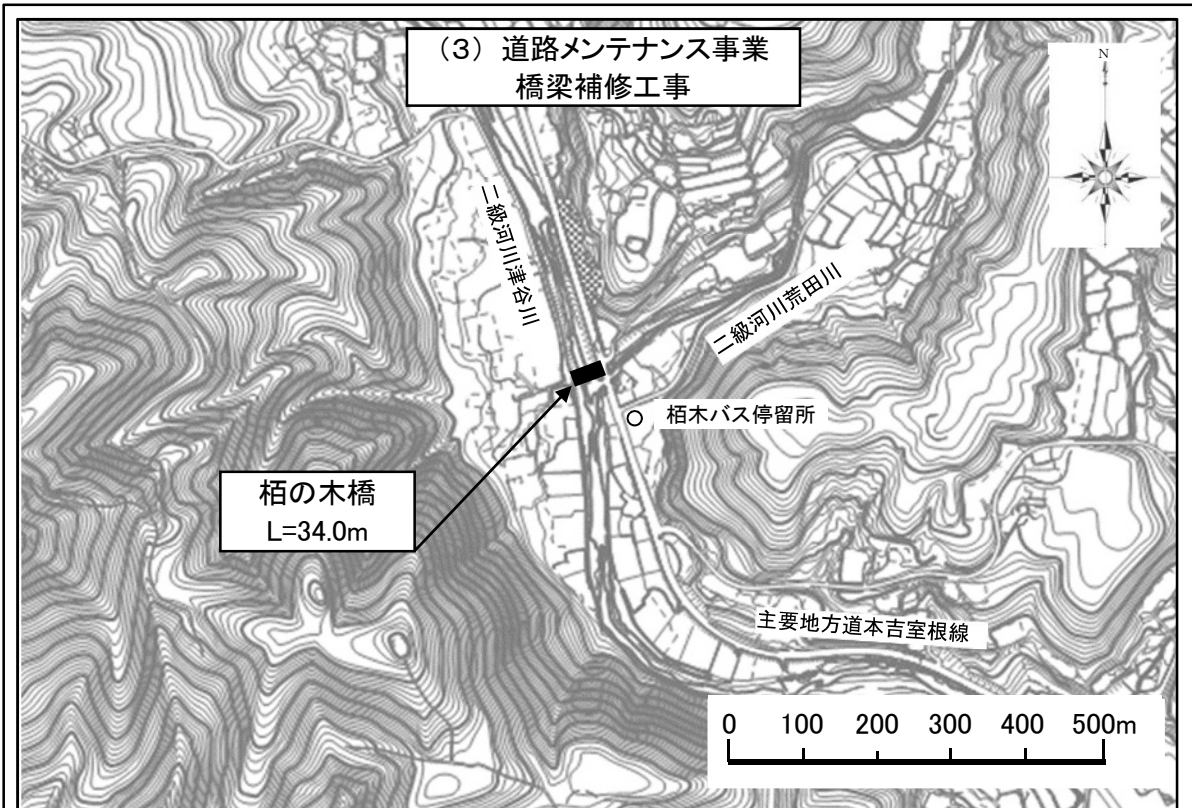 （3） 道路メンテナンス事業
橋梁補修工事
N
二級河川津谷川
二級河川荒田川
栢木バス停留所
栢の木橋
L=34.0m
主要地方道本吉室根線
0 100 200 300 400 500m